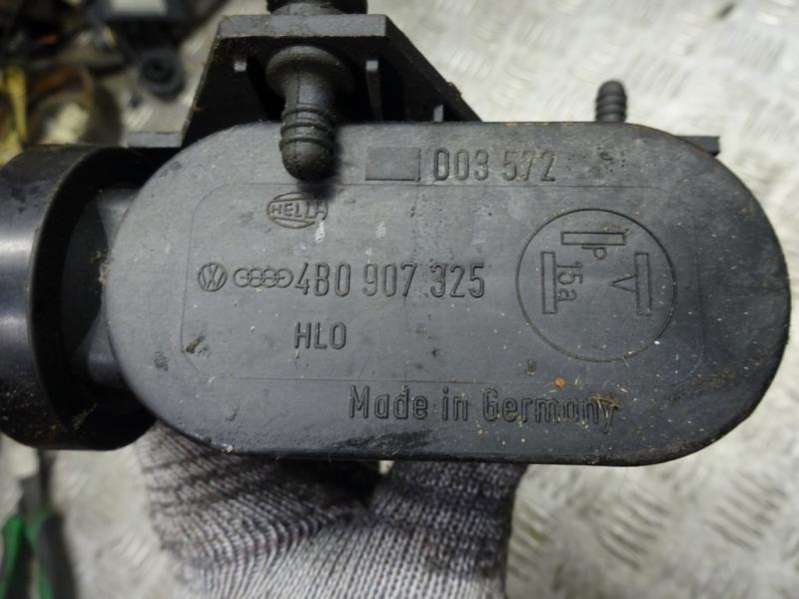 003 572
HELLA
4B0 907 325
HLO
P
V
15a
Made in Germany